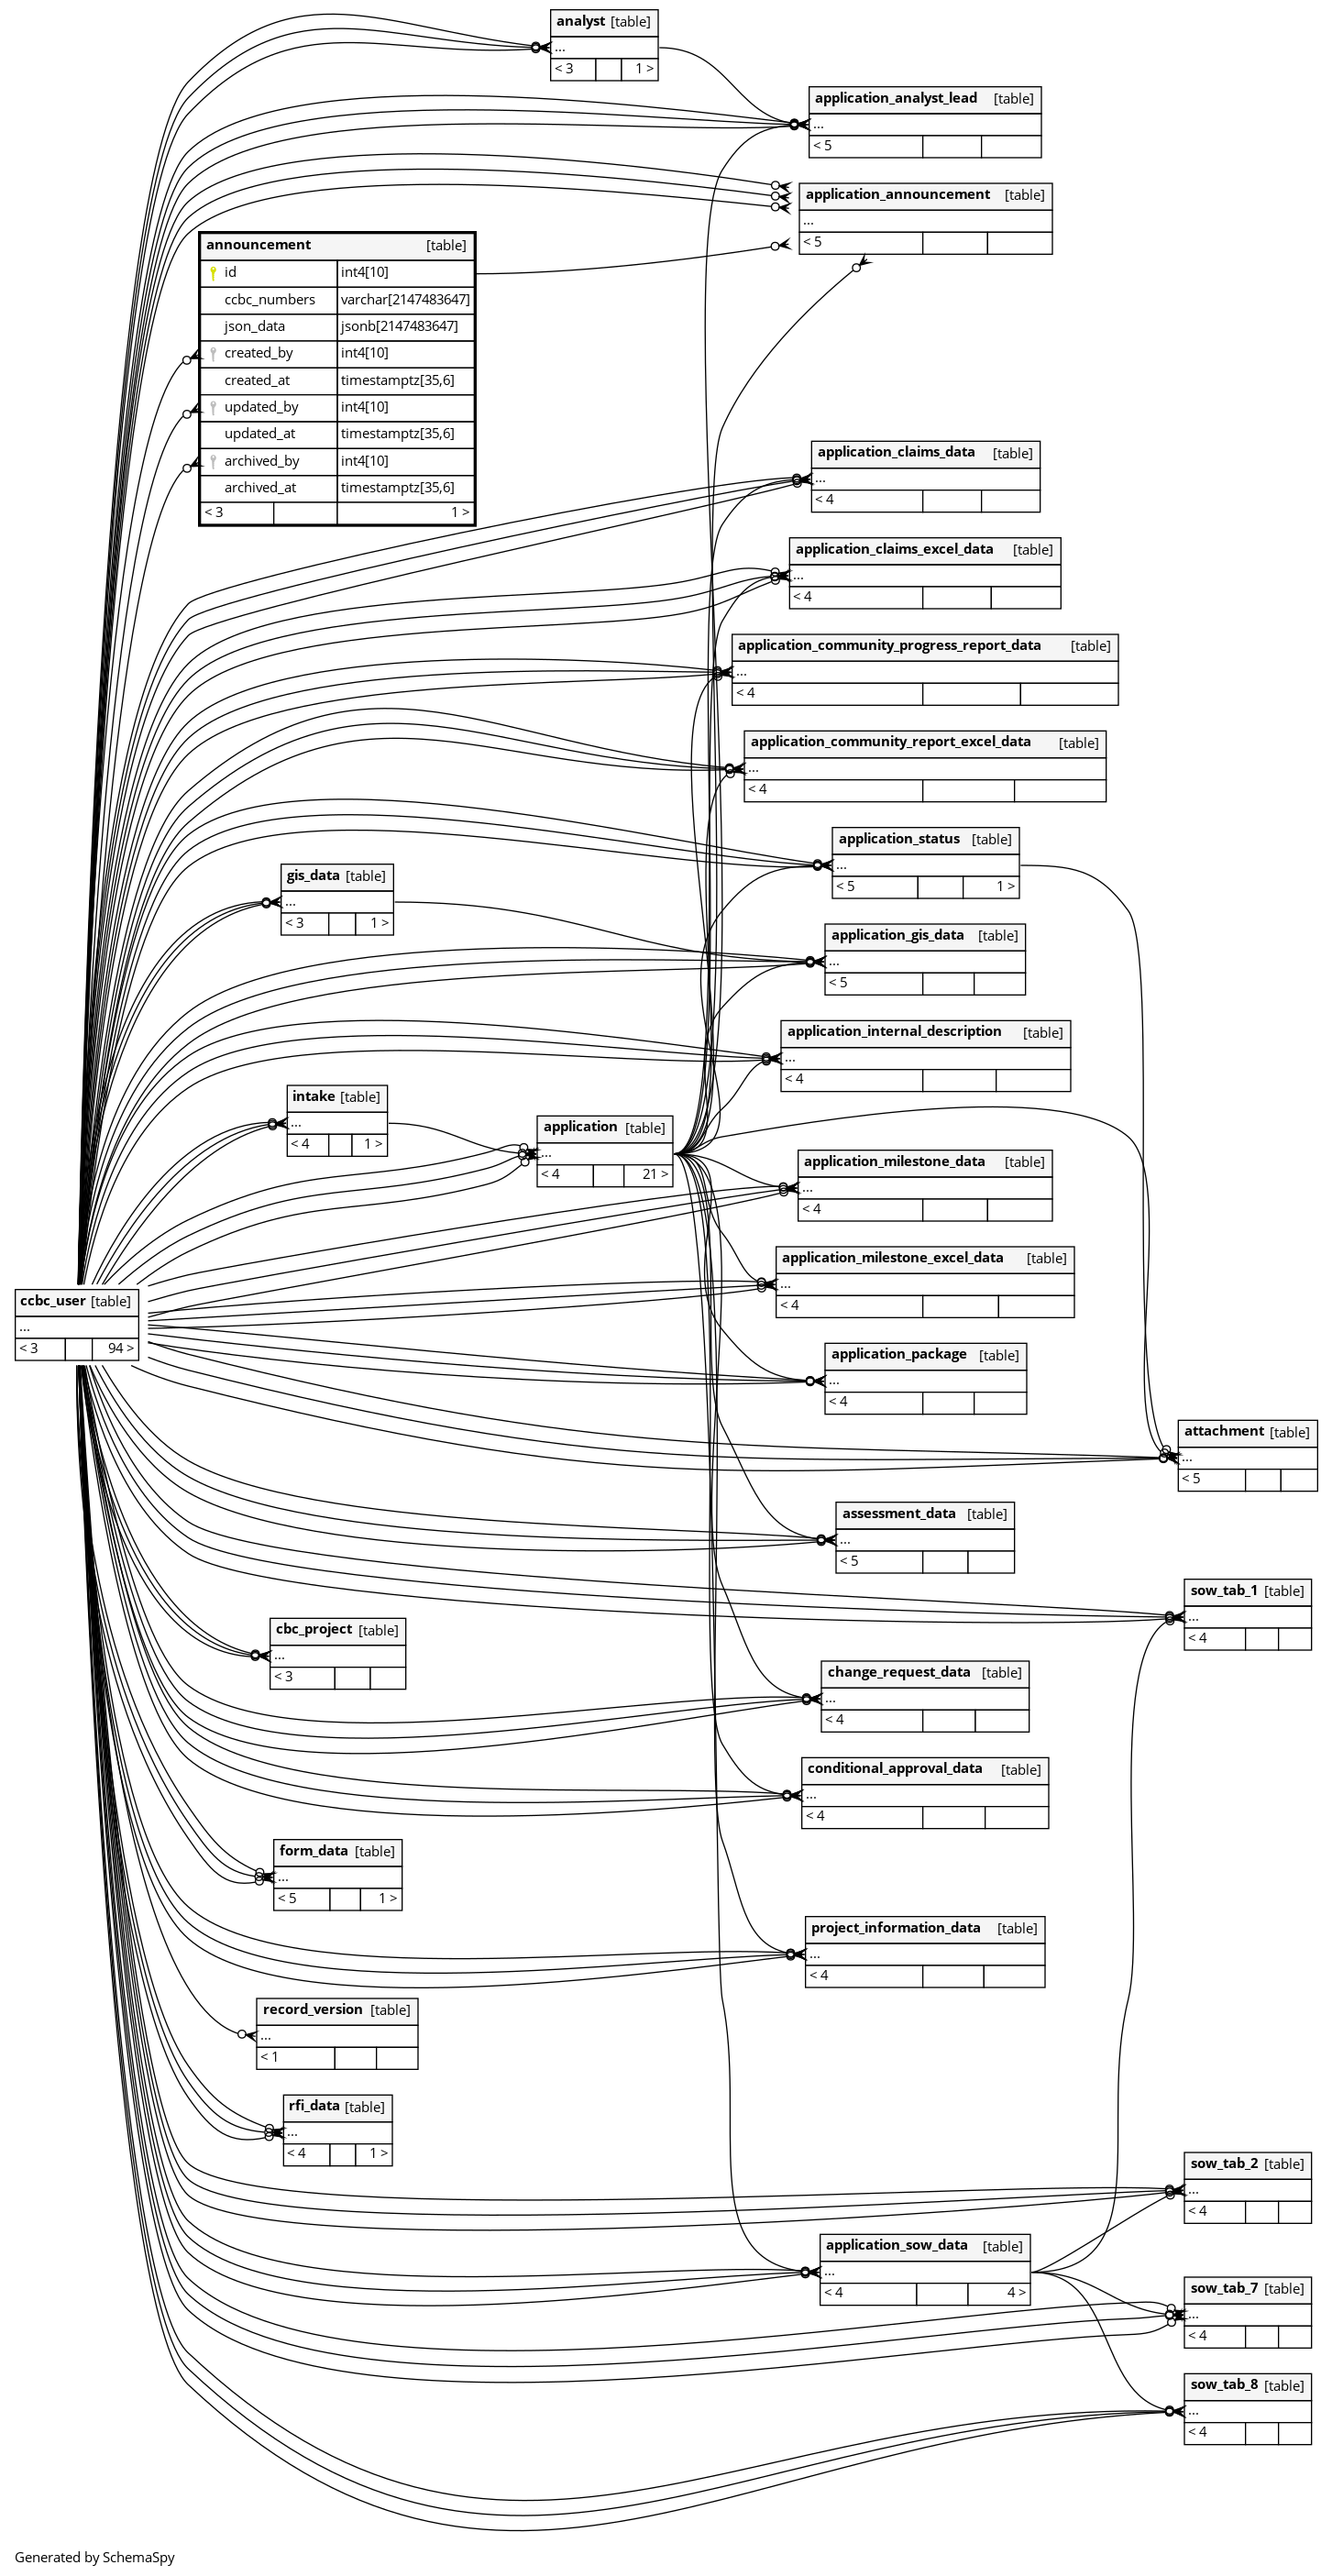 analyst [table]
...
< 3 1 >
application_analyst_lead [table]
...
< 5
application_announcement [table]
...
< 5
announcement [table]
id int4[10]
ccbc_numbers varchar[2147483647]
json_data jsonb[2147483647]
created_by int4[10]
created_at timestamptz[35,6]
updated_by int4[10]
updated_at timestamptz[35,6]
archived_by int4[10]
archived_at timestamptz[35,6]
< 3 1 >
application_claims_data [table]
...
< 4
application_claims_excel_data [table]
...
< 4
application_community_progress_report_data [table]
...
< 4
application_community_report_excel_data [table]
...
< 4
application_status [table]
...
< 5 1 >
gis_data [table]
...
< 3 1 >
application_gis_data [table]
...
< 5
application_internal_description [table]
...
< 4
intake [table]
...
< 4 1 >
application [table]
...
< 4 21 >
application_milestone_data [table]
...
< 4
application_milestone_excel_data [table]
...
< 4
ccbc_user [table]
...
< 3 94 >
application_package [table]
...
< 4
attachment [table]
...
< 5
assessment_data [table]
...
< 5
sow_tab_1 [table]
...
< 4
cbc_project [table]
...
< 3
change_request_data [table]
...
< 4
conditional_approval_data [table]
...
< 4
form_data [table]
...
< 5 1 >
project_information_data [table]
...
< 4
record_version [table]
...
< 1
rfi_data [table]
...
< 4 1 >
sow_tab_2 [table]
...
< 4
application_sow_data [table]
...
< 4 4 >
sow_tab_7 [table]
...
< 4
sow_tab_8 [table]
...
< 4
Generated by SchemaSpy